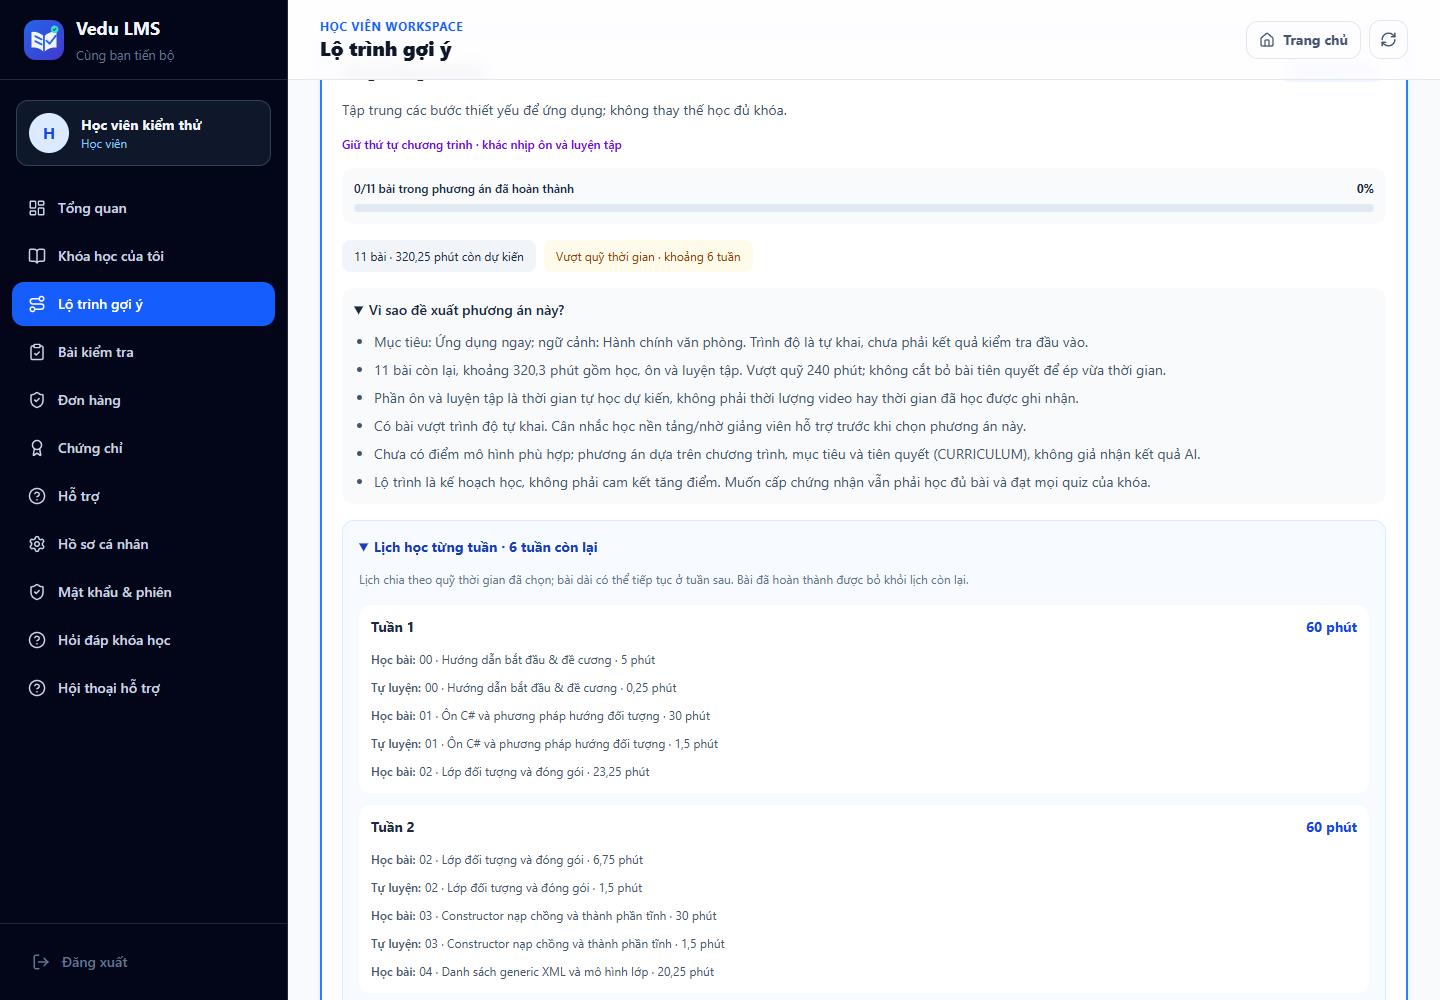 Vedu LMS
Cùng bạn tiến bộ
H
Học viên kiểm thử
Học viên
Tổng quan
Khóa học của tôi
Lộ trình gợi ý
Bài kiểm tra
Đơn hàng
Chứng chỉ
Hỗ trợ
Hồ sơ cá nhân
Mật khẩu & phiên
Hỏi đáp khóa học
Hội thoại hỗ trợ
Đăng xuất
HỌC VIÊN WORKSPACE
Lộ trình gợi ý
Trang chủ
Tập trung các bước thiết yếu để ứng dụng; không thay thế học đủ khóa.
Giữ thứ tự chương trình · khác nhịp ôn và luyện tập
0/11 bài trong phương án đã hoàn thành
0%
11 bài · 320,25 phút còn dự kiến
Vượt quỹ thời gian · khoảng 6 tuần
Vì sao đề xuất phương án này?
Mục tiêu: Ứng dụng ngay; ngữ cảnh: Hành chính văn phòng. Trình độ là tự khai, chưa phải kết quả kiểm tra đầu vào.
11 bài còn lại, khoảng 320,3 phút gồm học, ôn và luyện tập. Vượt quỹ 240 phút; không cắt bỏ bài tiên quyết để ép vừa thời gian.
Phần ôn và luyện tập là thời gian tự học dự kiến, không phải thời lượng video hay thời gian đã học được ghi nhận.
Có bài vượt trình độ tự khai. Cân nhắc học nền tảng/nhờ giảng viên hỗ trợ trước khi chọn phương án này.
Chưa có điểm mô hình phù hợp; phương án dựa trên chương trình, mục tiêu và tiên quyết (CURRICULUM), không giả nhận kết quả AI.
Lộ trình là kế hoạch học, không phải cam kết tăng điểm. Muốn cấp chứng nhận vẫn phải học đủ bài và đạt mọi quiz của khóa.
Lịch học từng tuần · 6 tuần còn lại
Lịch chia theo quỹ thời gian đã chọn; bài dài có thể tiếp tục ở tuần sau. Bài đã hoàn thành được bỏ khỏi lịch còn lại.
Tuần 1
60 phút
Học bài: 00 · Hướng dẫn bắt đầu & đề cương · 5 phút
Tự luyện: 00 · Hướng dẫn bắt đầu & đề cương · 0,25 phút
Học bài: 01 · Ôn C# và phương pháp hướng đối tượng · 30 phút
Tự luyện: 01 · Ôn C# và phương pháp hướng đối tượng · 1,5 phút
Học bài: 02 · Lớp đối tượng và đóng gói · 23,25 phút
Tuần 2
60 phút
Học bài: 02 · Lớp đối tượng và đóng gói · 6,75 phút
Tự luyện: 02 · Lớp đối tượng và đóng gói · 1,5 phút
Học bài: 03 · Constructor nạp chồng và thành phần tĩnh · 30 phút
Tự luyện: 03 · Constructor nạp chồng và thành phần tĩnh · 1,5 phút
Học bài: 04 · Danh sách generic XML và mô hình lớp · 20,25 phút